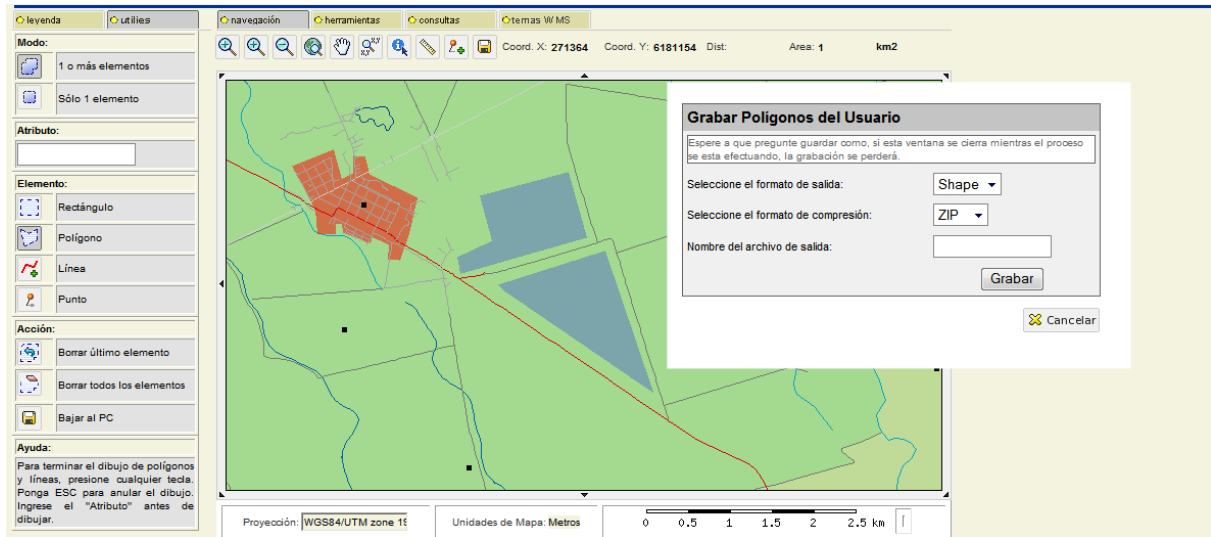 leyenda
utilies
navegación
herramientas
consultas
temas WMS
Modo:
1 o más elementos
Sólo 1 elemento
Atributo:
Elemento:
Rectángulo
Polígono
Línea
Punto
Acción:
Borrar último elemento
Borrar todos los elementos
Bajar al PC
Ayuda:
Para terminar el dibujo de polígonos
y líneas, presione cualquier tecla.
Ponga ESC para anular el dibujo.
Ingrese el "Atributo" antes de
dibujar.
Coord. X: 271364 Coord. Y: 6181154 Dist: Area: 1 km2
Grabar Polígonos del Usuario
Espere a que pregunte guardar como, si esta ventana se cierra mientras el proceso
se esta efectuando, la grabación se perderá.
Seleccione el formato de salida: Shape
Seleccione el formato de compresión: ZIP
Nombre del archivo de salida:
Grabar
Cancelar
Proyección: WGS84/UTM zone 19
Unidades de Mapa: Metros
0 0.5 1 1.5 2 2.5 km